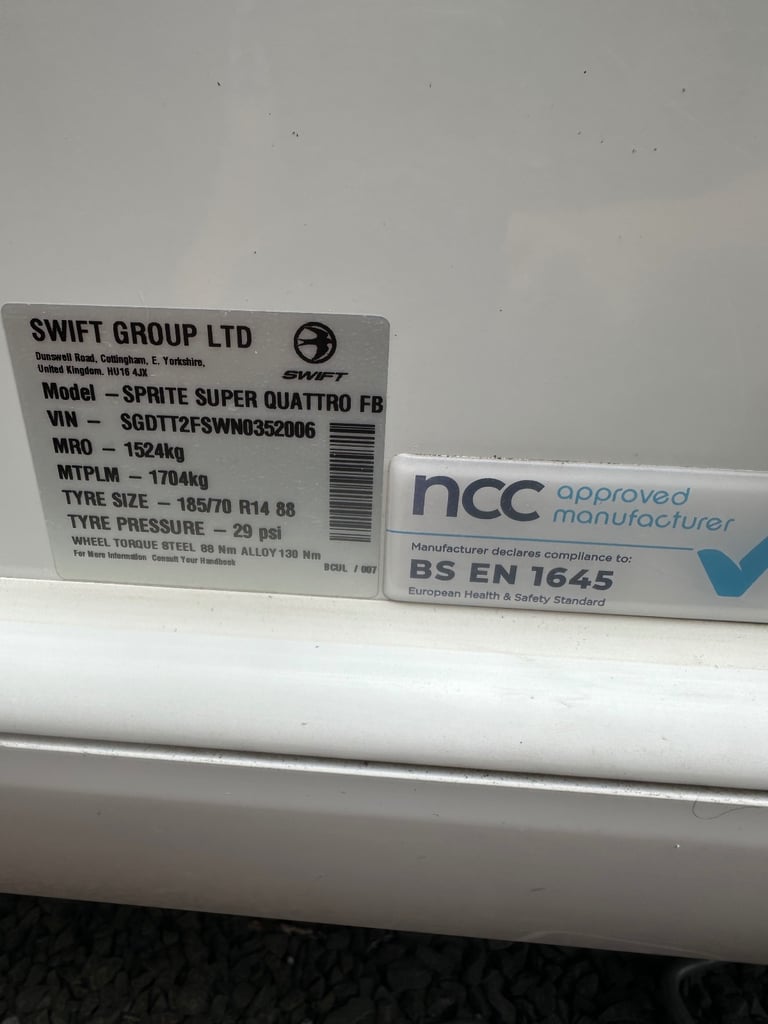 SWIFT GROUP LTD
Dunswell Road, Cottingham, E. Yorkshire,
United Kingdom. HU16 4JX
SWIFT
Model – SPRITE SUPER QUATTRO FB
VIN – SGDTT2FSWN0352006
MRO – 1524kg
MTPLM – 1704kg
TYRE SIZE – 185/70 R14 88
TYRE PRESSURE – 29 psi
WHEEL TORQUE STEEL 88 Nm ALLOY 130 Nm
For More Information Consult Your Handbook
BCUL / 007
ncc approved
manufacturer
Manufacturer declares compliance to:
BS EN 1645
European Health & Safety Standard